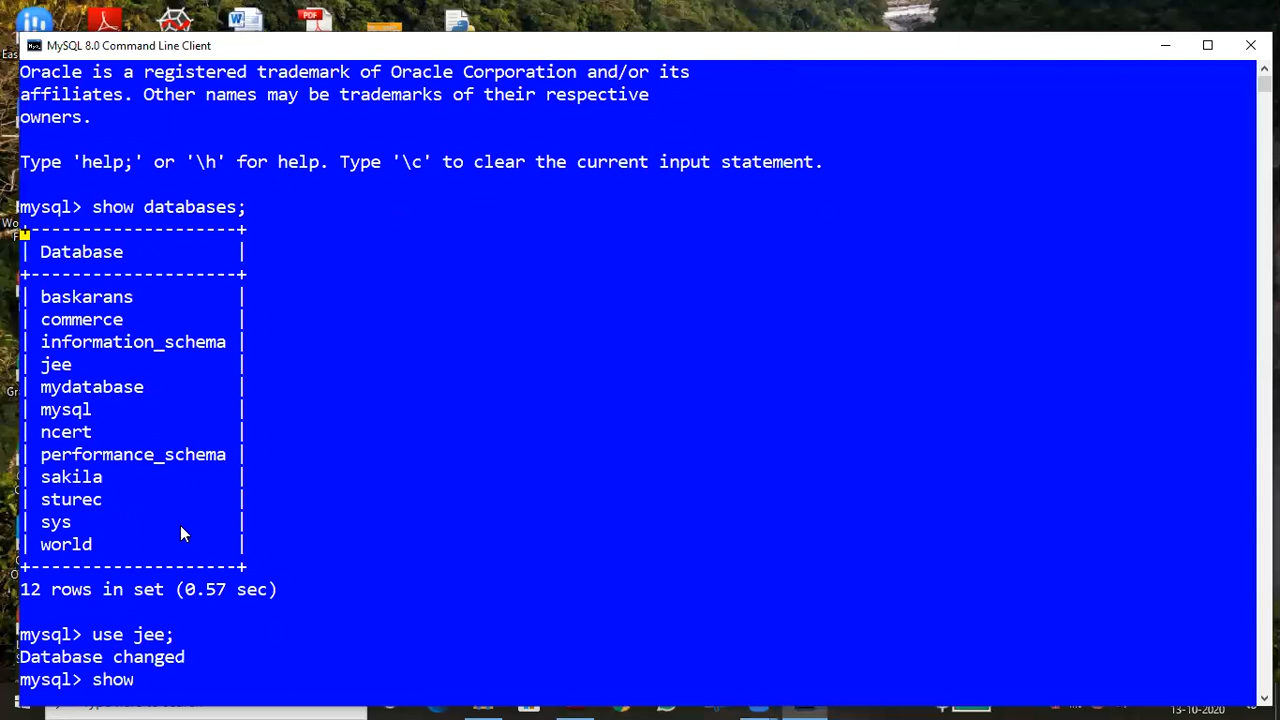 MySQL 8.0 Command Line Client
Oracle is a registered trademark of Oracle Corporation and/or its
affiliates. Other names may be trademarks of their respective
owners.
Type 'help;' or '\h' for help. Type '\c' to clear the current input statement.
mysql> show databases;
+--------------------+
| Database           |
+--------------------+
| baskarans          |
| commerce           |
| information_schema |
| jee                |
| mydatabase         |
| mysql              |
| ncert              |
| performance_schema |
| sakila             |
| sturec             |
| sys                |
| world              |
+--------------------+
12 rows in set (0.57 sec)
mysql> use jee;
Database changed
mysql> show
13-10-2020